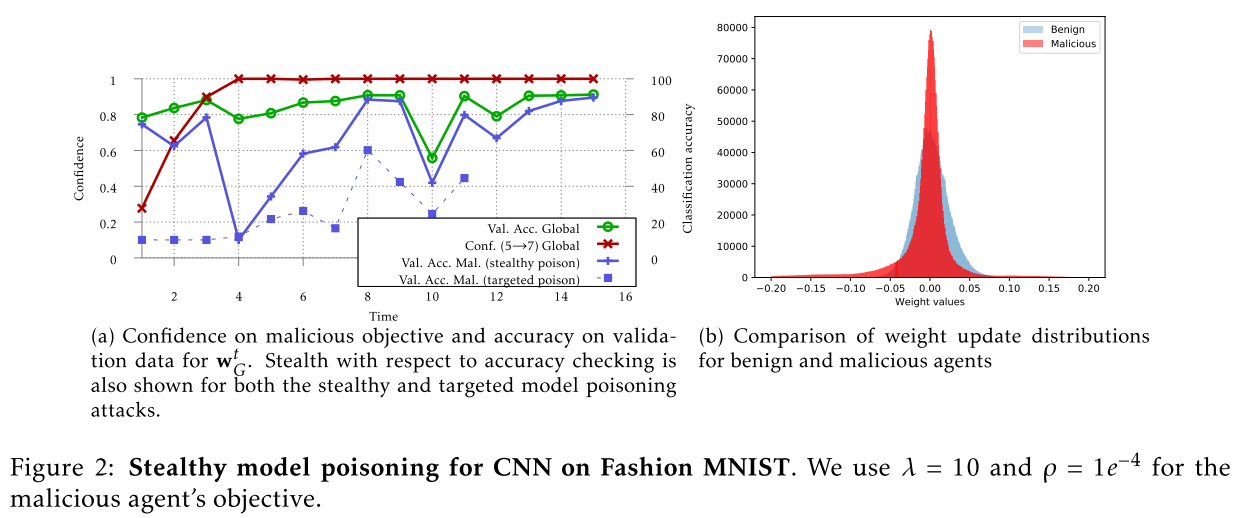 1
0.8
0.6
0.4
0.2
0
Confidence
100
80
60
40
20
0
Classification accuracy
Val. Acc. Global
Conf. (5→7) Global
Val. Acc. Mal. (stealthy poison)
Val. Acc. Mal. (targeted poison)
2 4 6 8 10 12 14 16
Time
80000
70000
60000
50000
40000
30000
20000
10000
0
Benign
Malicious
−0.20 −0.15 −0.10 −0.05 0.00 0.05 0.10 0.15 0.20
Weight values
(a) Confidence on malicious objective and accuracy on valida-
tion data for w^t_G. Stealth with respect to accuracy checking is
also shown for both the stealthy and targeted model poisoning
attacks.
(b) Comparison of weight update distributions
for benign and malicious agents
Figure 2: Stealthy model poisoning for CNN on Fashion MNIST. We use λ = 10 and ρ = 1e^−4 for the
malicious agent's objective.